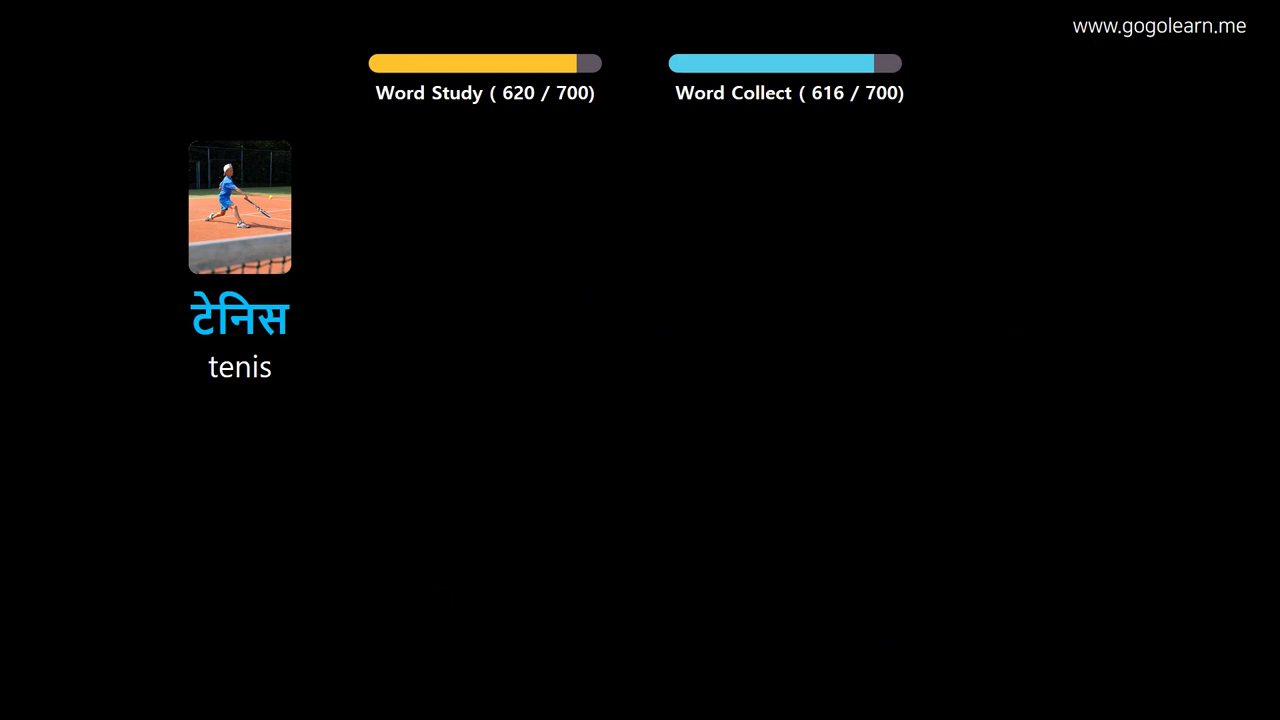 www.gogolearn.me
Word Study ( 620 / 700)
Word Collect ( 616 / 700)
टेनिस
tenis